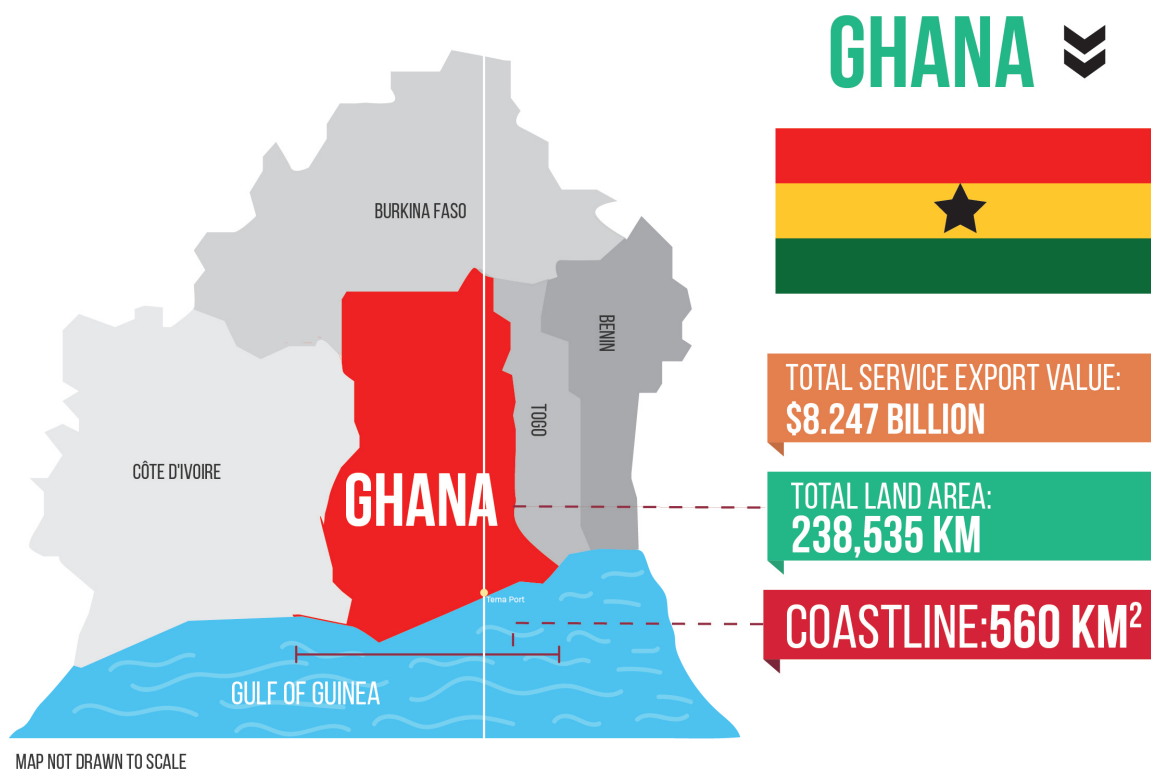 GHANA
BURKINA FASO
BENIN
TOGO
CÔTE D'IVOIRE
GHANA
Tema Port
GULF OF GUINEA
MAP NOT DRAWN TO SCALE
TOTAL SERVICE EXPORT VALUE:
$8.247 BILLION
TOTAL LAND AREA:
238,535 KM
COASTLINE:560 KM²